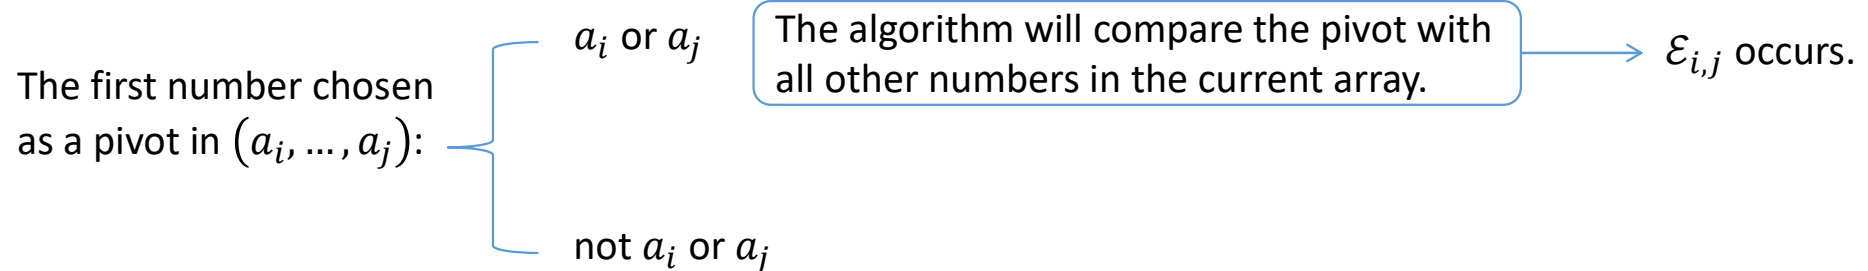 The first number chosen
as a pivot in (a_i, … , a_j):
a_i or a_j
The algorithm will compare the pivot with
all other numbers in the current array.
ℰ_{i,j} occurs.
not a_i or a_j